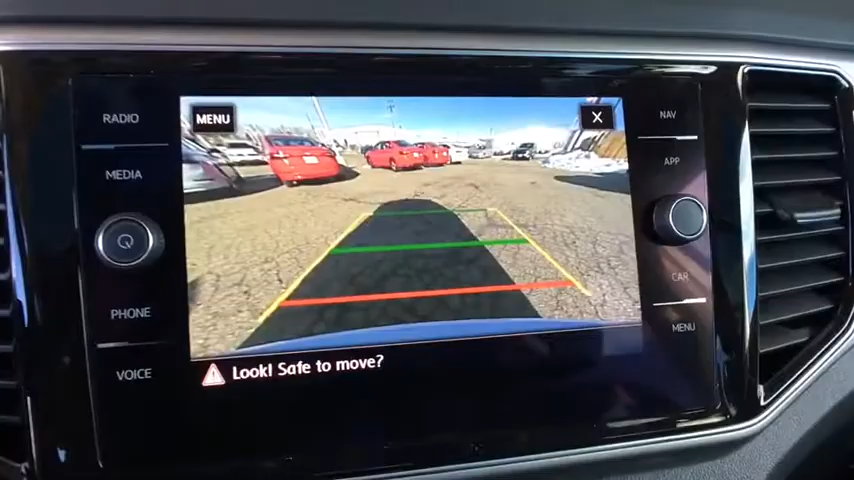 RADIO
MEDIA
PHONE
VOICE
MENU
X
Look! Safe to move?
NAV
APP
CAR
MENU